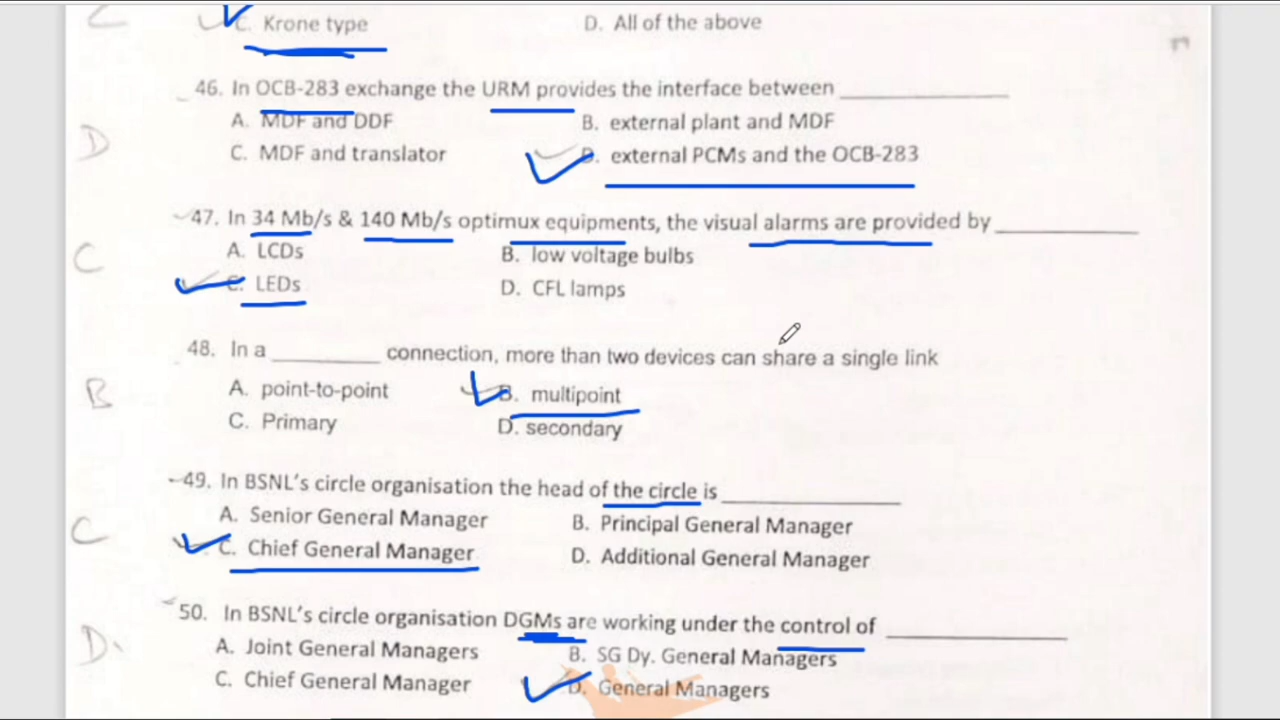 C
C. Krone type D. All of the above
46. In OCB-283 exchange the URM provides the interface between ____________
A. MDF and DDF B. external plant and MDF
D
C. MDF and translator D. external PCMs and the OCB-283
47. In 34 Mb/s & 140 Mb/s optimux equipments, the visual alarms are provided by ____________
C
A. LCDs B. low voltage bulbs
C. LEDs D. CFL lamps
48. In a _________ connection, more than two devices can share a single link
B
A. point-to-point B. multipoint
C. Primary D. secondary
49. In BSNL's circle organisation the head of the circle is ____________
A. Senior General Manager B. Principal General Manager
C
C. Chief General Manager D. Additional General Manager
50. In BSNL's circle organisation DGMs are working under the control of ____________
D.
A. Joint General Managers B. SG Dy. General Managers
C. Chief General Manager D. General Managers